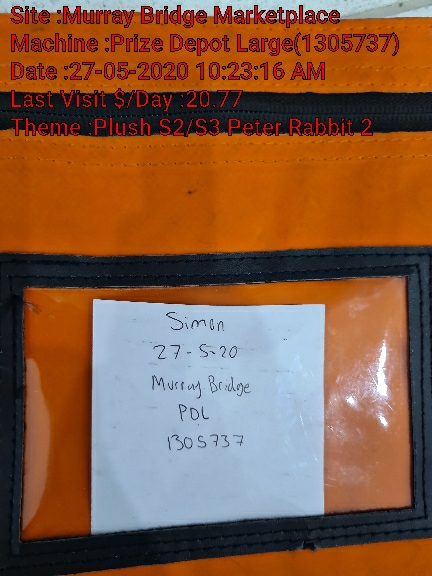 Site :Murray Bridge Marketplace
Machine :Prize Depot Large(1305737)
Date :27-05-2020 10:23:16 AM
Last Visit $/Day :20.77
Theme :Plush S2/S3 Peter Rabbit 2
Simon
27-5-20
Murray Bridge
PDL
1305737